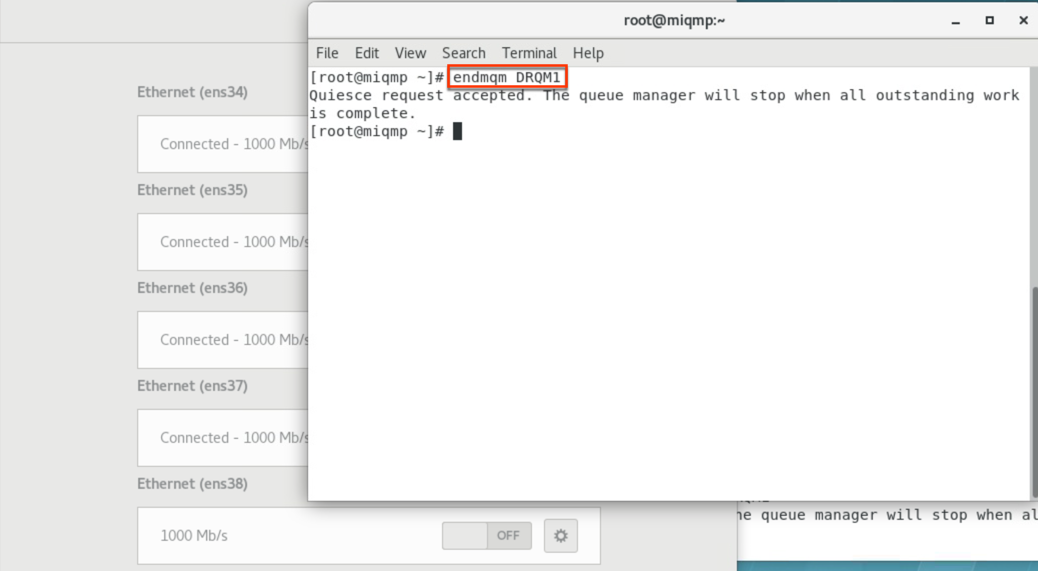 root@miqmp:~
File Edit View Search Terminal Help
[root@miqmp ~]# endmqm DRQM1
Quiesce request accepted. The queue manager will stop when all outstanding work
is complete.
[root@miqmp ~]#
Ethernet (ens34)
Connected - 1000 Mb/s
Ethernet (ens35)
Connected - 1000 Mb/s
Ethernet (ens36)
Connected - 1000 Mb/s
Ethernet (ens37)
Connected - 1000 Mb/s
Ethernet (ens38)
1000 Mb/s OFF
he queue manager will stop when al